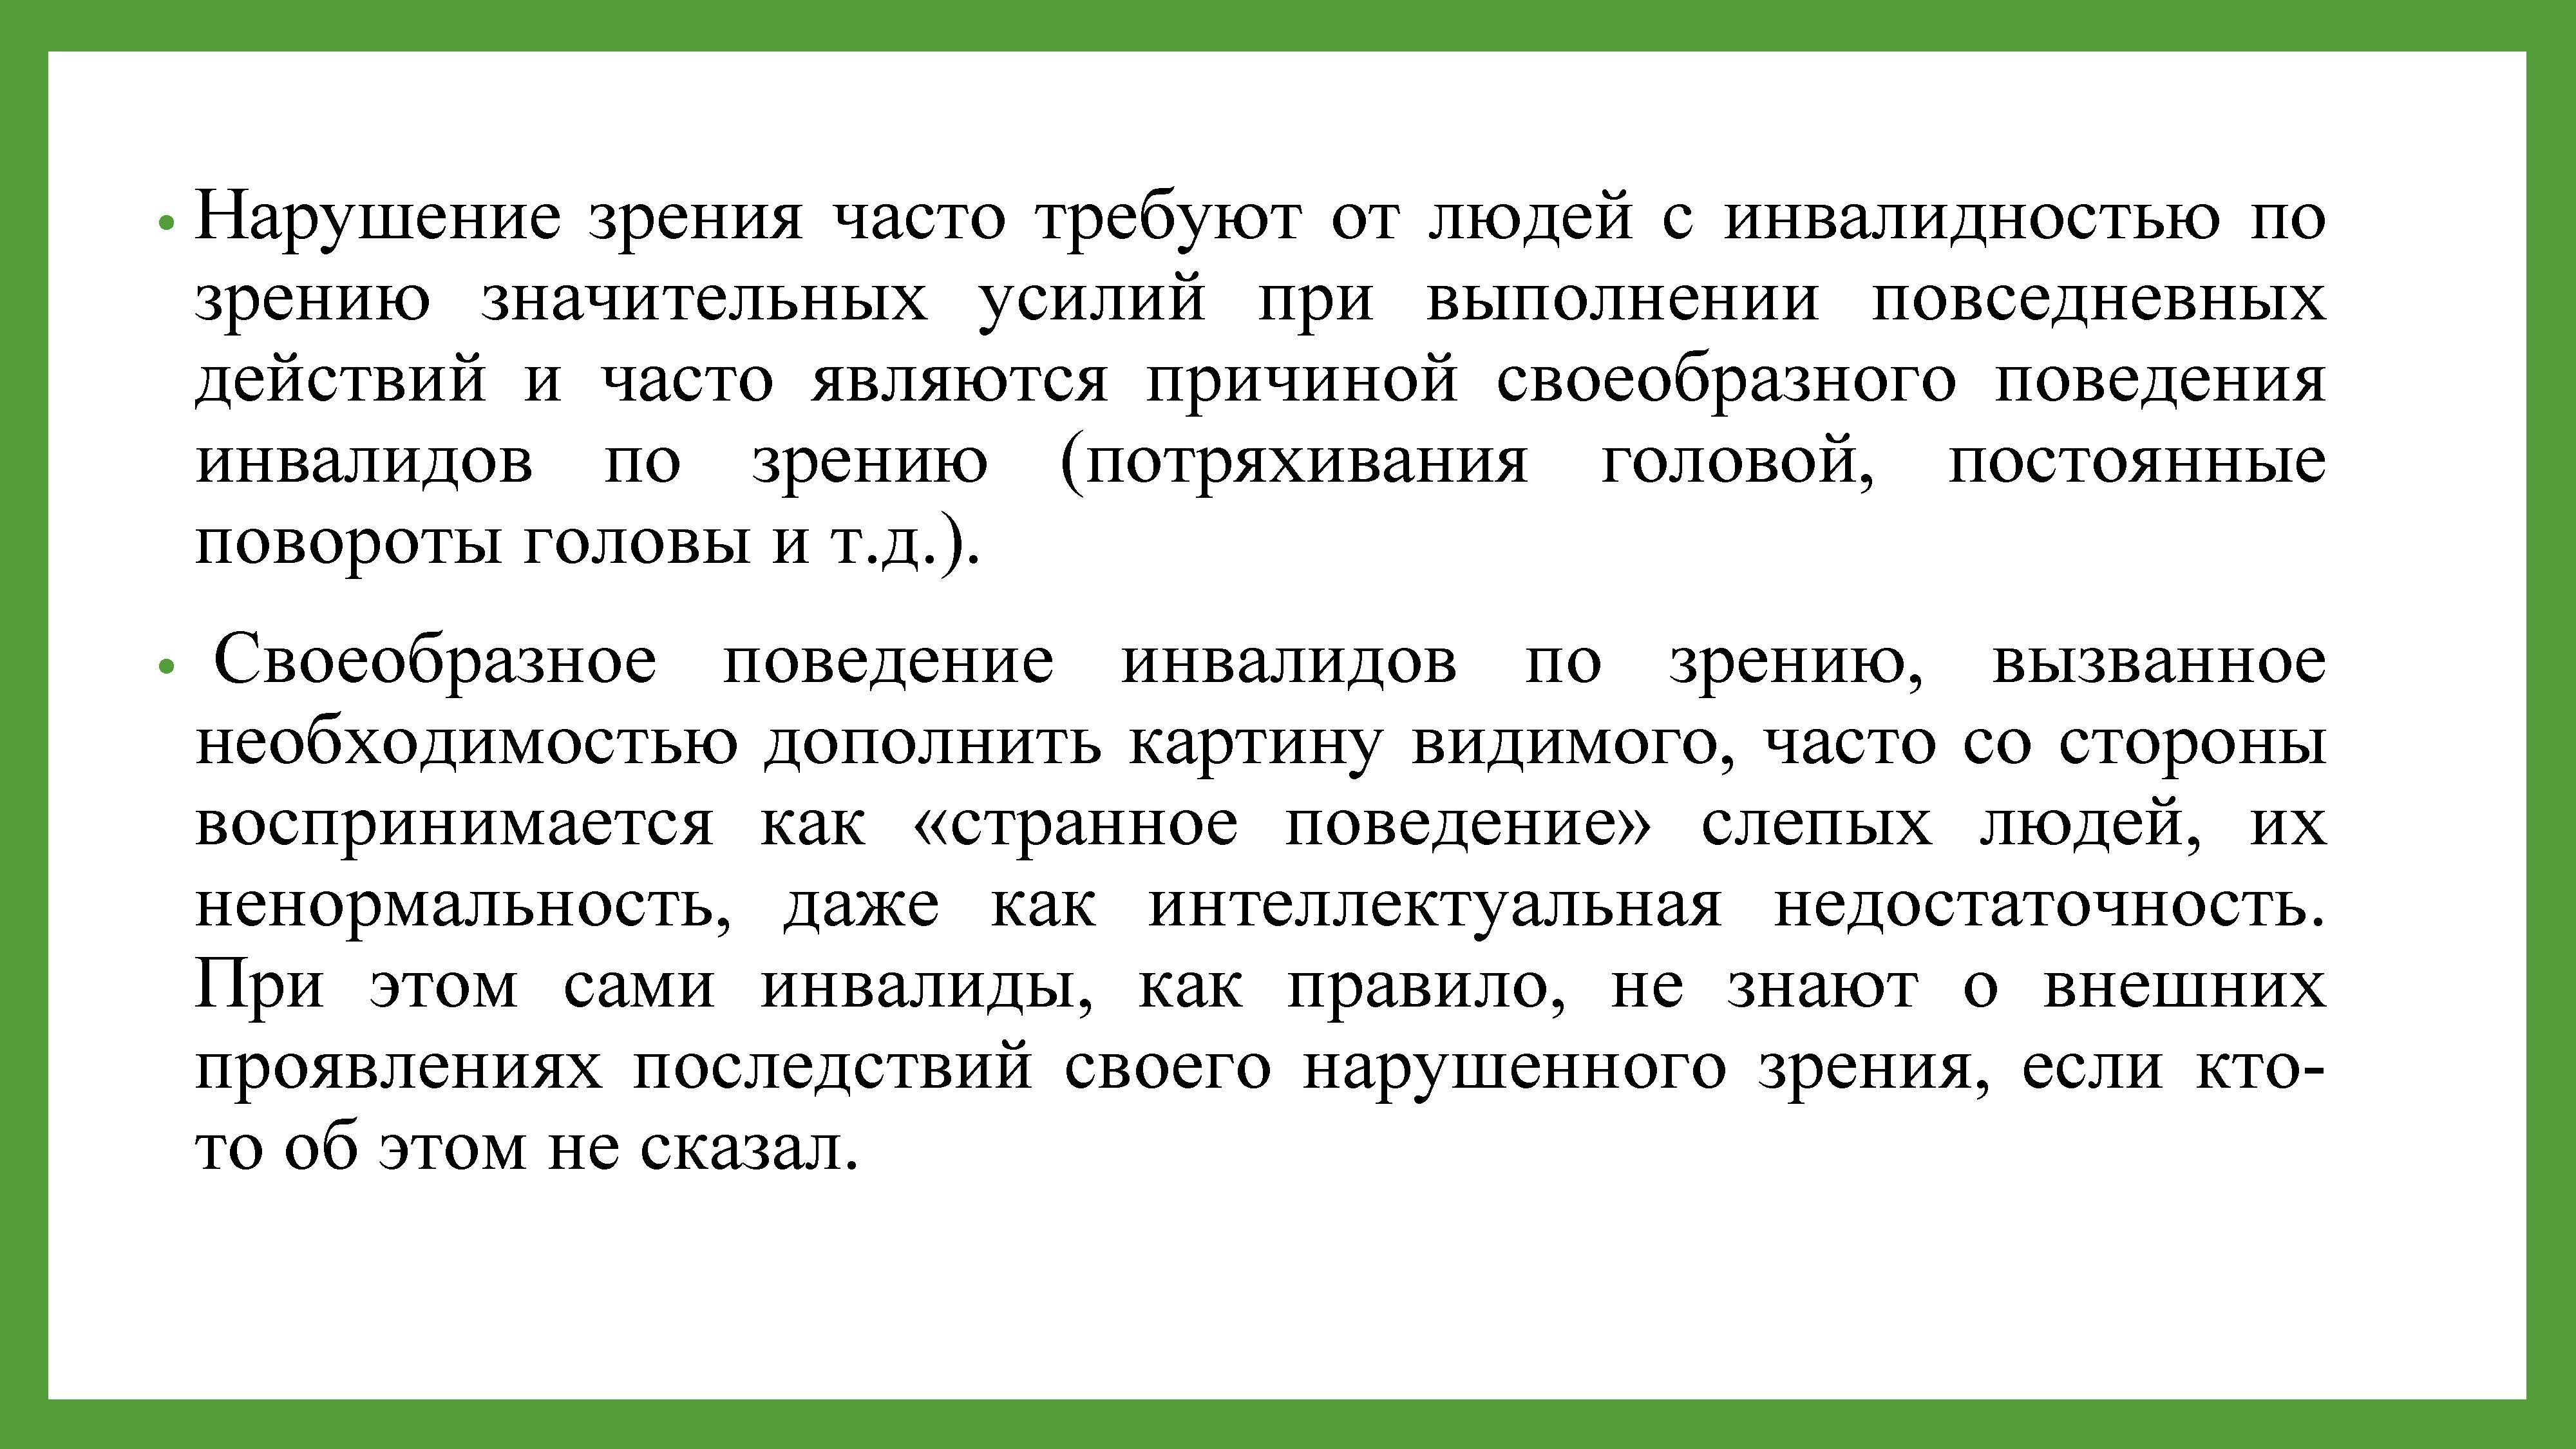 • Нарушение зрения часто требуют от людей с инвалидностью по
зрению значительных усилий при выполнении повседневных
действий и часто являются причиной своеобразного поведения
инвалидов по зрению (потряхивания головой, постоянные
повороты головы и т.д.).
• Своеобразное поведение инвалидов по зрению, вызванное
необходимостью дополнить картину видимого, часто со стороны
воспринимается как «странное поведение» слепых людей, их
ненормальность, даже как интеллектуальная недостаточность.
При этом сами инвалиды, как правило, не знают о внешних
проявлениях последствий своего нарушенного зрения, если кто-
то об этом не сказал.